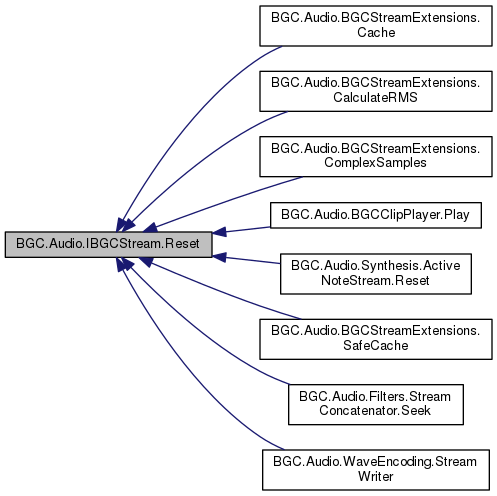 BGC.Audio.BGCStreamExtensions.
Cache
BGC.Audio.BGCStreamExtensions.
CalculateRMS
BGC.Audio.BGCStreamExtensions.
ComplexSamples
BGC.Audio.BGCClipPlayer.Play
BGC.Audio.IBGCStream.Reset
BGC.Audio.Synthesis.Active
NoteStream.Reset
BGC.Audio.BGCStreamExtensions.
SafeCache
BGC.Audio.Filters.Stream
Concatenator.Seek
BGC.Audio.WaveEncoding.Stream
Writer